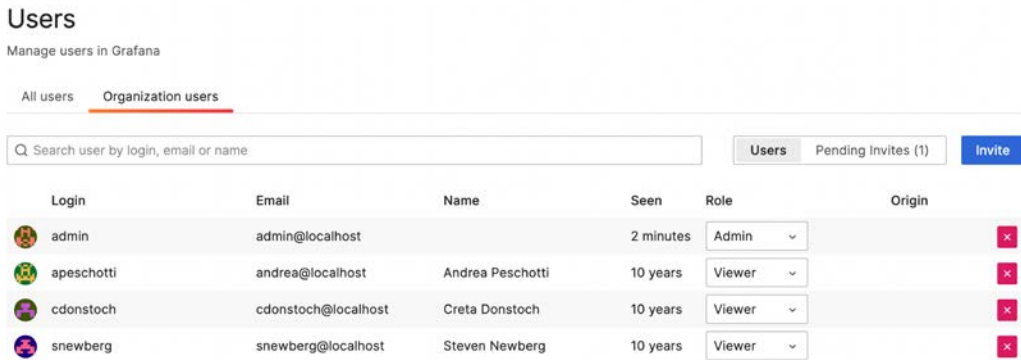 Users
Manage users in Grafana
All users Organization users
Search user by login, email or name Users Pending Invites (1) Invite
Login Email Name Seen Role Origin
admin admin@localhost 2 minutes Admin
apeschotti andrea@localhost Andrea Peschotti 10 years Viewer
cdonstoch cdonstoch@localhost Creta Donstoch 10 years Viewer
snewberg snewberg@localhost Steven Newberg 10 years Viewer